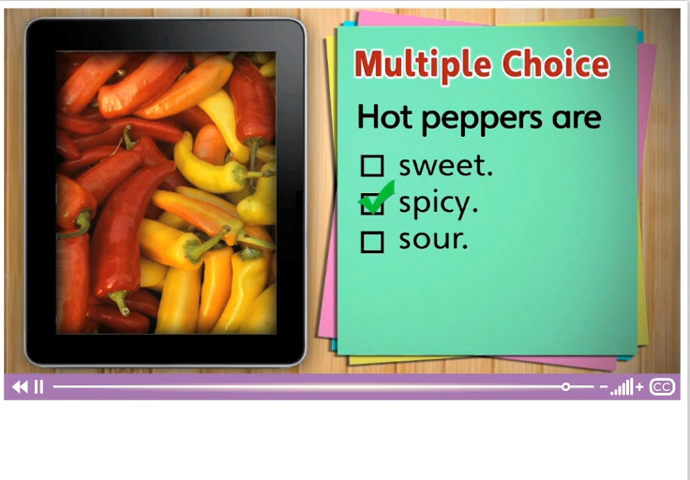 Multiple Choice
Hot peppers are
sweet.
spicy.
sour.
CC